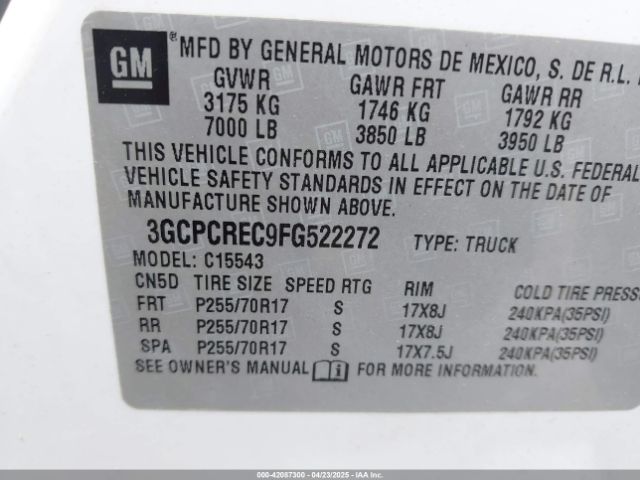 GM
MFD BY GENERAL MOTORS DE MEXICO, S. DE R.L.
GVWR GAWR FRT GAWR RR
3175 KG 1746 KG 1792 KG
7000 LB 3850 LB 3950 LB
THIS VEHICLE CONFORMS TO ALL APPLICABLE U.S. FEDERAL
VEHICLE SAFETY STANDARDS IN EFFECT ON THE DATE OF
MANUFACTURE SHOWN ABOVE.
3GCPCREC9FG522272 TYPE: TRUCK
MODEL: C15543
CN5D TIRE SIZE SPEED RTG RIM COLD TIRE PRESS
FRT P255/70R17 S 17X8J 240KPA(35PSI)
RR P255/70R17 S 17X8J 240KPA(35PSI)
SPA P255/70R17 S 17X7.5J 240KPA(35PSI)
SEE OWNER'S MANUAL FOR MORE INFORMATION.
000-42087300 - 04/23/2025 - COPYRIGHTED